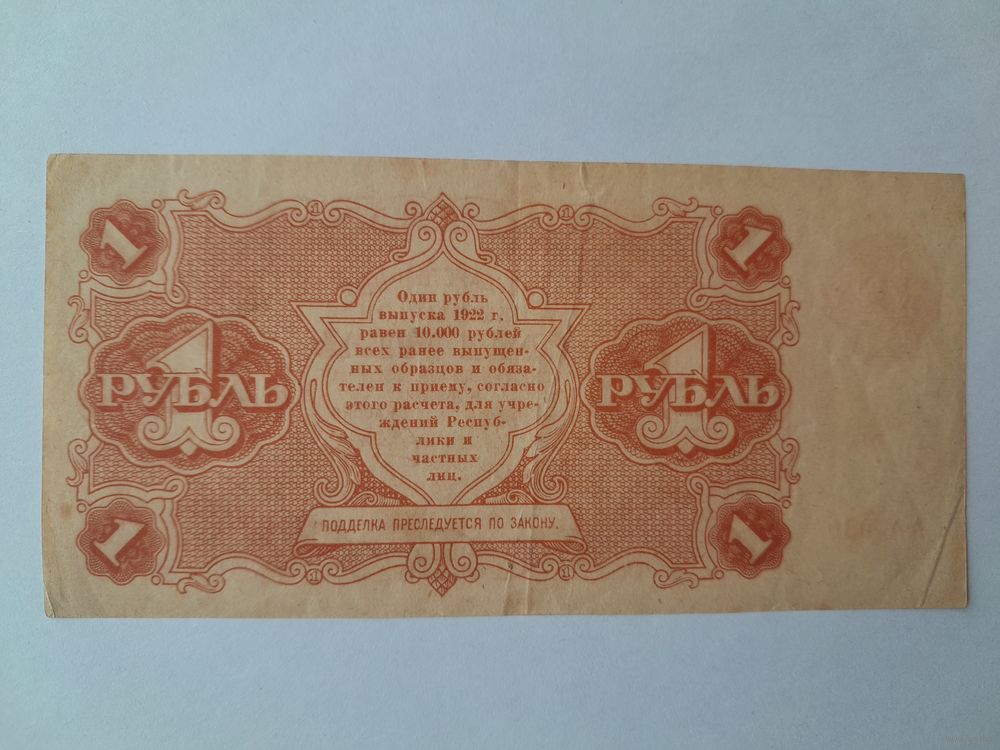 1
1
Один рубль
выпуска 1922 г.
равен 10.000 рублей
всех ранее выпущен-
ных образцов и обяза-
телен к приему, согласно
этого расчета, для учре-
ждений Респуб-
лики и
частных
лиц.
1
РУБЛЬ
1
РУБЛЬ
ПОДДЕЛКА ПРЕСЛЕДУЕТСЯ ПО ЗАКОНУ.
1
1